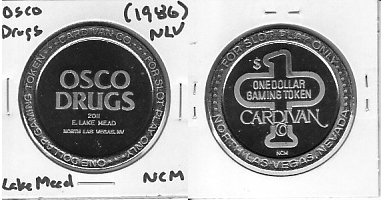 Osco
Drugs
(1986)
NLV
CARDIVAN CO.
FOR SLOT PLAY ONLY
ONE DOLLAR GAMING TOKEN
OSCO
DRUGS
2011
E. LAKE MEAD
NORTH LAS VEGAS, NV
Lake Mead
NCM
FOR SLOT PLAY ONLY
$1
ONE DOLLAR
GAMING TOKEN
CARDIVAN
CO
NCM
NORTH LAS VEGAS, NEVADA